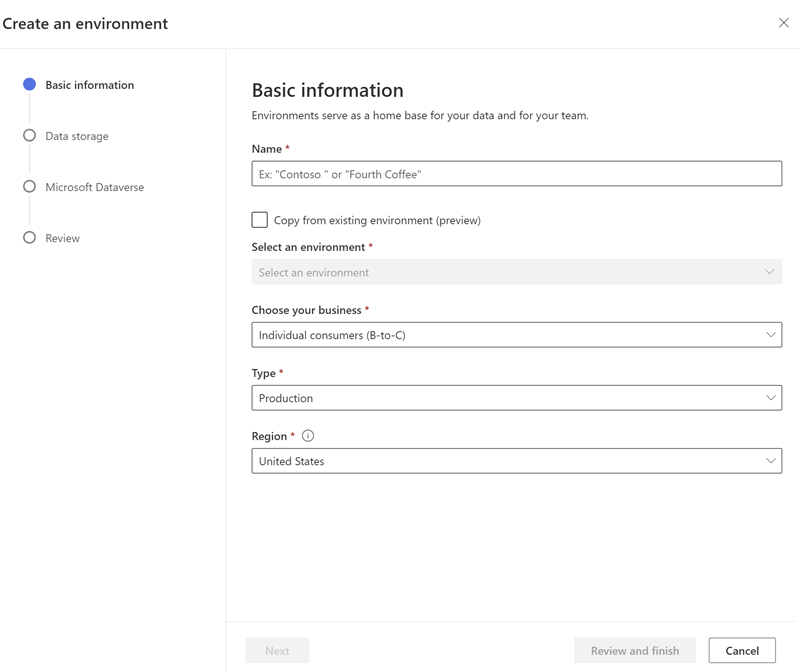 Create an environment
Basic information
Data storage
Microsoft Dataverse
Review
Basic information
Environments serve as a home base for your data and for your team.
Name *
Ex: "Contoso " or "Fourth Coffee"
Copy from existing environment (preview)
Select an environment *
Select an environment
Choose your business *
Individual consumers (B-to-C)
Type *
Production
Region *
United States
Next
Review and finish
Cancel